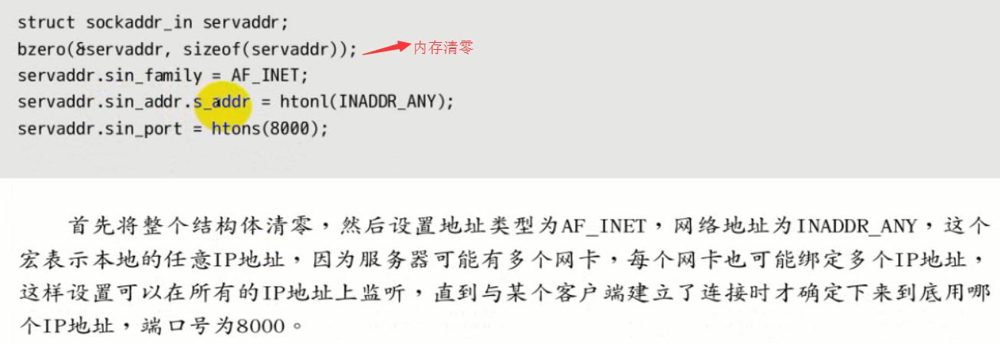 struct sockaddr_in servaddr;
bzero(&servaddr, sizeof(servaddr)); 内存清零
servaddr.sin_family = AF_INET;
servaddr.sin_addr.s_addr = htonl(INADDR_ANY);
servaddr.sin_port = htons(8000);
首先将整个结构体清零，然后设置地址类型为AF_INET，网络地址为INADDR_ANY，这个
宏表示本地的任意IP地址，因为服务器可能有多个网卡，每个网卡也可能绑定多个IP地址，
这样设置可以在所有的IP地址上监听，直到与某个客户端建立了连接时才确定下来到底用哪
个IP地址，端口号为8000。